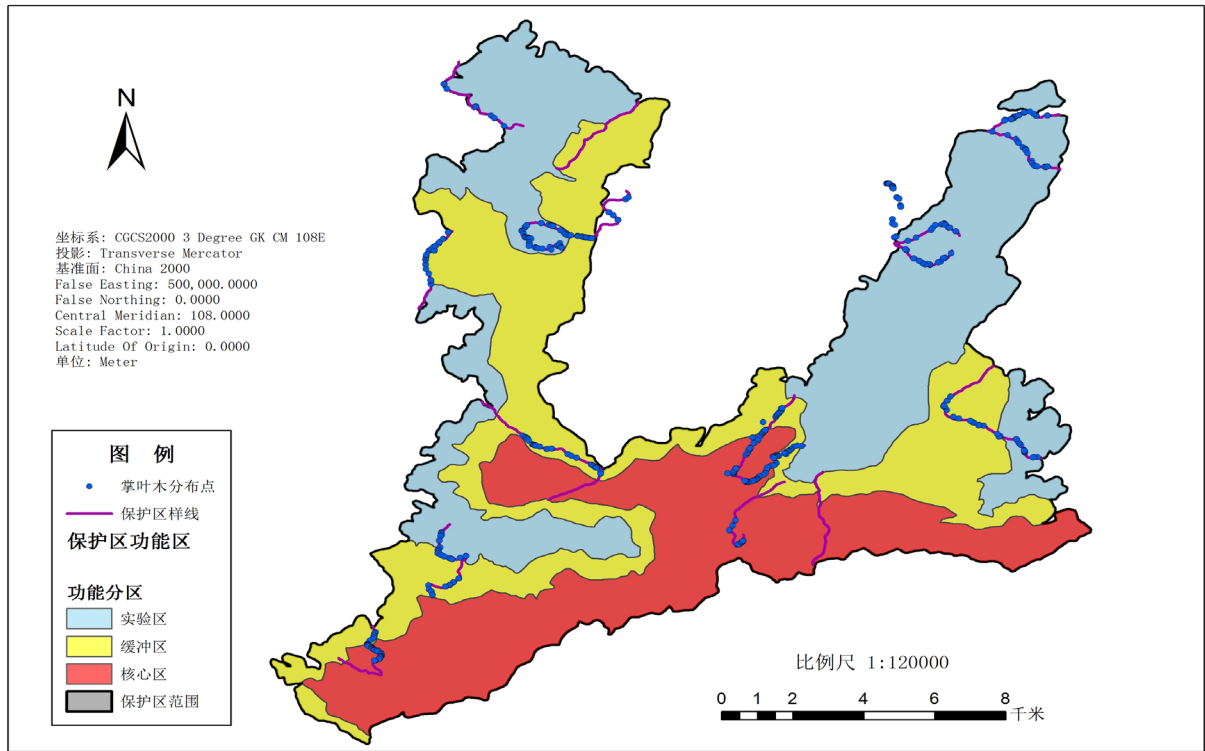 N
坐标系: CGCS2000 3 Degree GK CM 108E
投影: Transverse Mercator
基准面: China 2000
False Easting: 500,000.0000
False Northing: 0.0000
Central Meridian: 108.0000
Scale Factor: 1.0000
Latitude Of Origin: 0.0000
单位: Meter
图 例
掌叶木分布点
保护区样线
保护区功能区
功能分区
实验区
缓冲区
核心区
保护区范围
比例尺 1:120000
0 1 2 4 6 8
千米